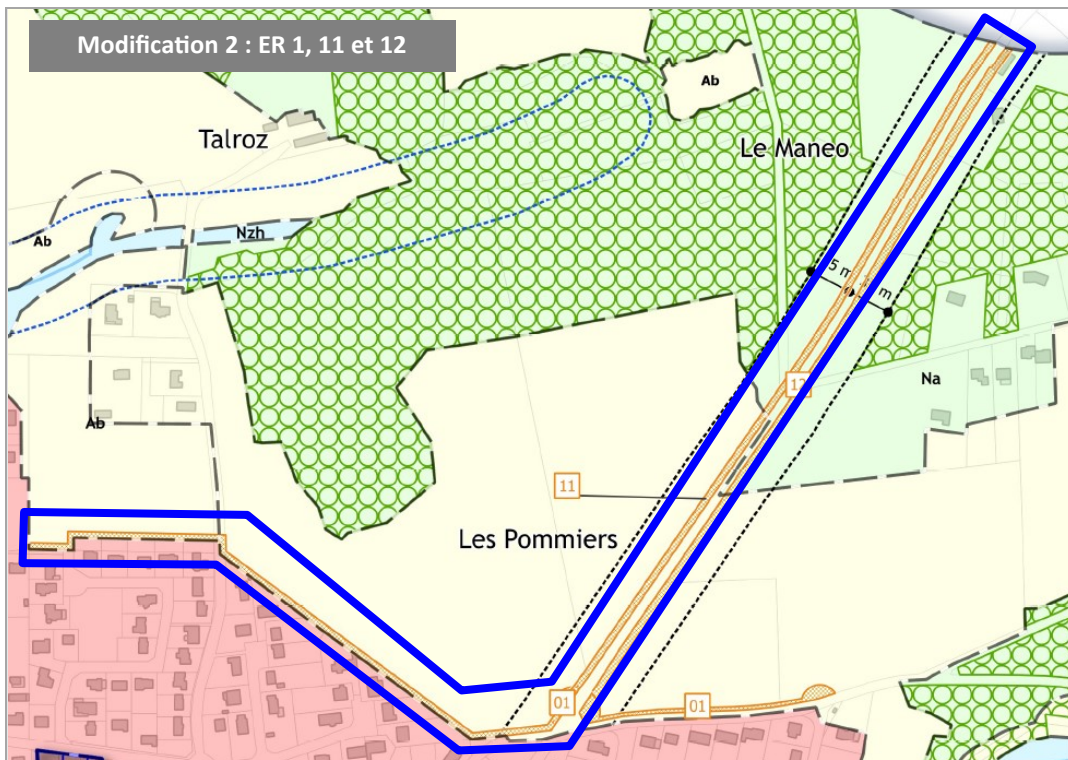 Modification 2 : ER 1, 11 et 12
Ab
Talroz
Le Maneo
Nzh
Ab
5 m
m
12
Na
Ab
11
Les Pommiers
01
01